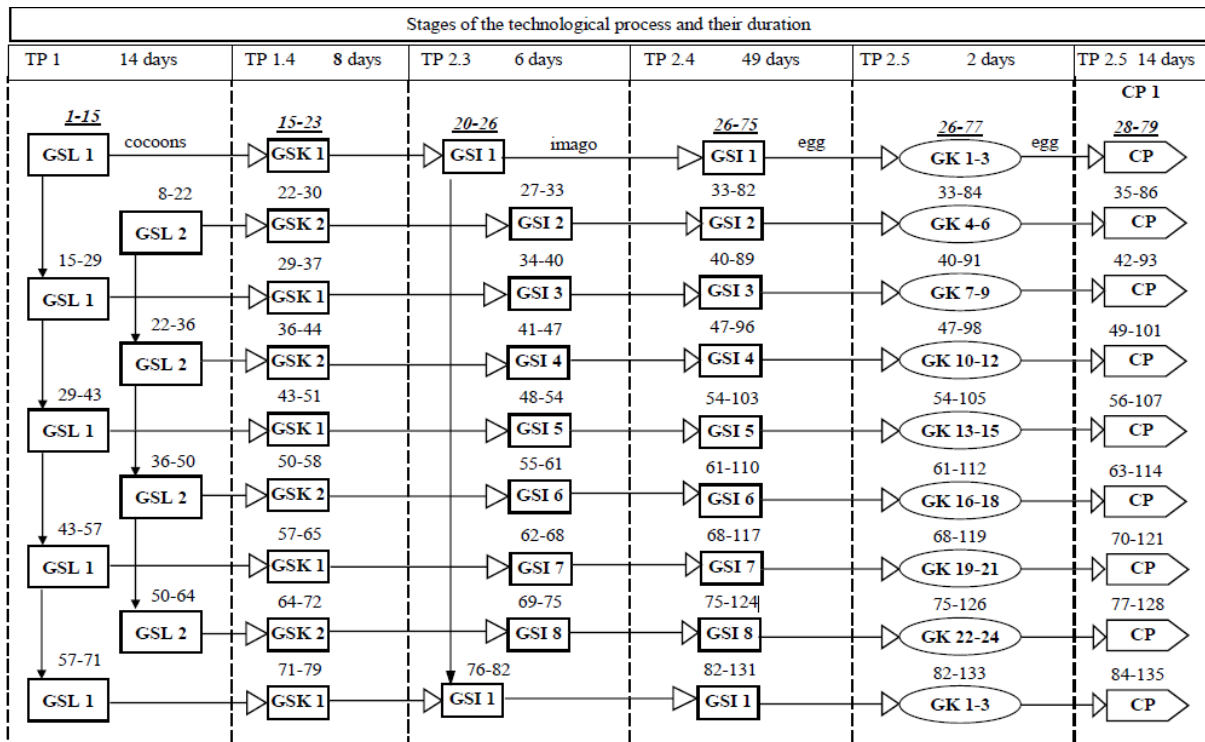 Stages of the technological process and their duration
TP 1 14 days TP 1.4 8 days TP 2.3 6 days TP 2.4 49 days TP 2.5 2 days TP 2.5 14 days
CP 1
1-15 15-23 20-26 26-75 26-77 28-79
GSL 1 cocoons GSK 1 GSI 1 imago GSI 1 egg GK 1-3 egg CP
8-22 22-30 27-33 33-82 33-84 35-86
GSL 2 GSK 2 GSI 2 GSI 2 GK 4-6 CP
15-29 29-37 34-40 40-89 40-91 42-93
GSL 1 GSK 1 GSI 3 GSI 3 GK 7-9 CP
22-36 36-44 41-47 47-96 47-98 49-101
GSL 2 GSK 2 GSI 4 GSI 4 GK 10-12 CP
29-43 43-51 48-54 54-103 54-105 56-107
GSL 1 GSK 1 GSI 5 GSI 5 GK 13-15 CP
36-50 50-58 55-61 61-110 61-112 63-114
GSL 2 GSK 2 GSI 6 GSI 6 GK 16-18 CP
43-57 57-65 62-68 68-117 68-119 70-121
GSL 1 GSK 1 GSI 7 GSI 7 GK 19-21 CP
50-64 64-72 69-75 75-124 75-126 77-128
GSL 2 GSK 2 GSI 8 GSI 8 GK 22-24 CP
57-71 71-79 76-82 82-131 82-133 84-135
GSL 1 GSK 1 GSI 1 GSI 1 GK 1-3 CP